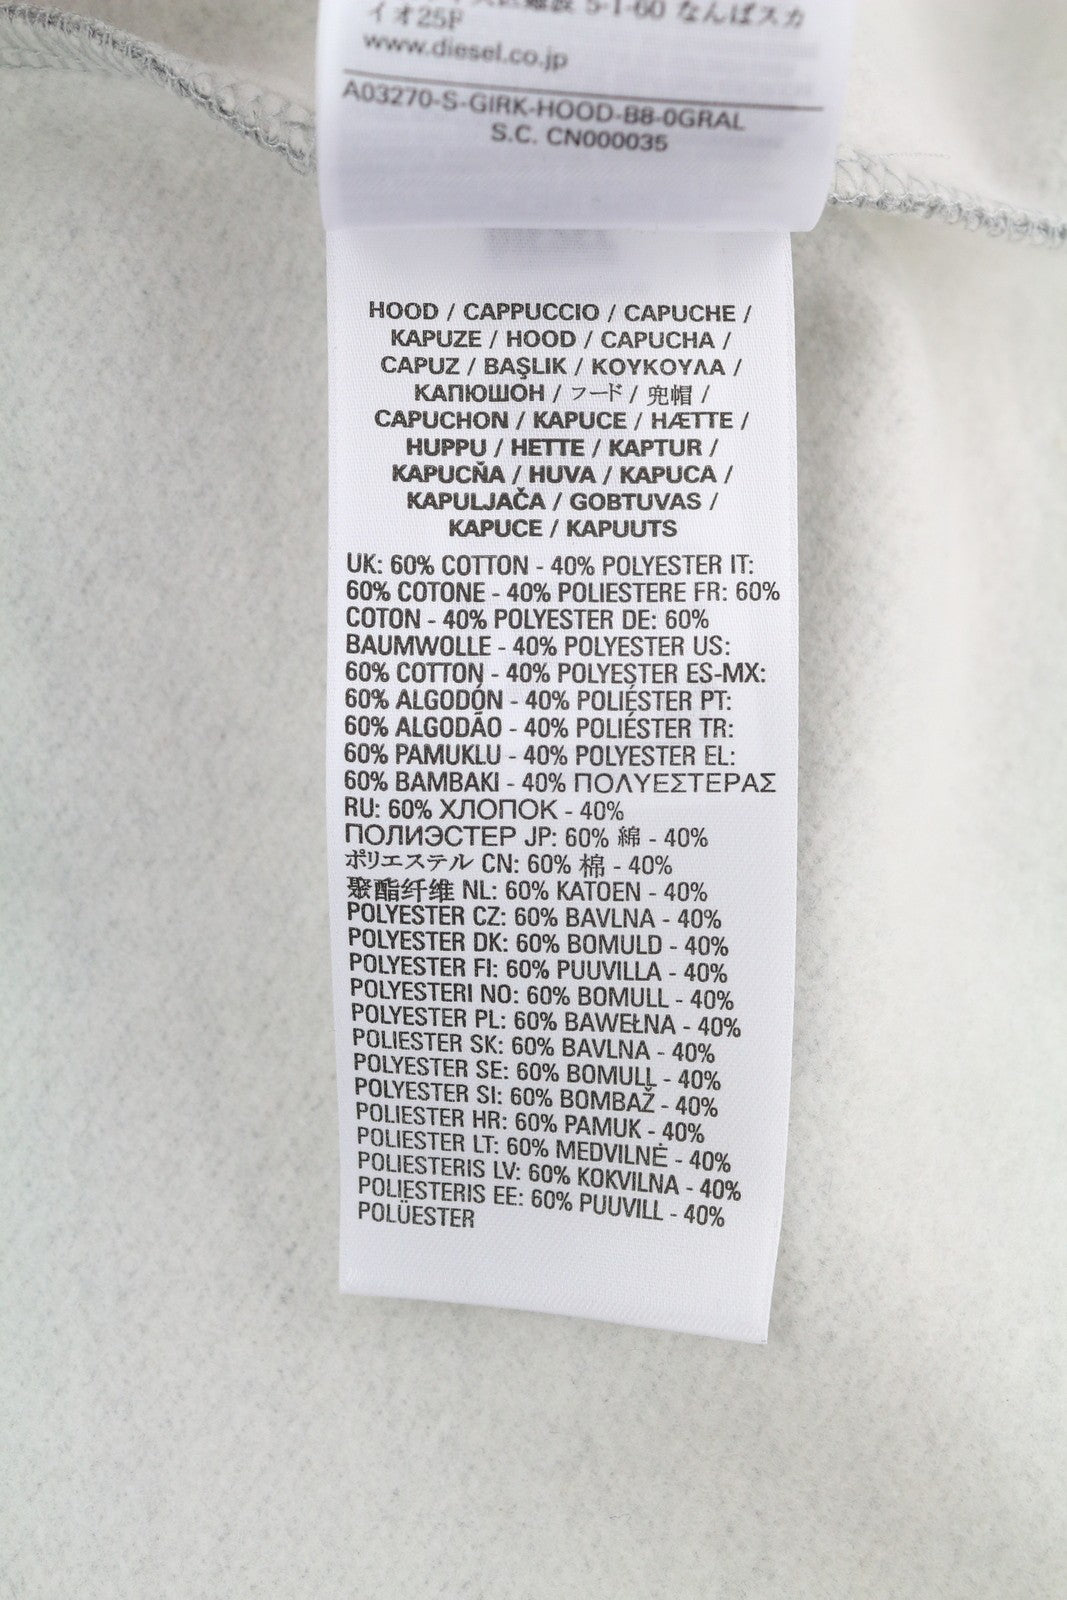 5-1-60 なんばスカ
イオ25F
www.diesel.co.jp
A03270-S-GIRK-HOOD-B8-0GRAL
S.C. CN000035
HOOD / CAPPUCCIO / CAPUCHE /
KAPUZE / HOOD / CAPUCHA /
CAPUZ / BAŞLIK / ΚΟΥΚΟΥΛΑ /
КАПЮШОН / フード / 兜帽 /
CAPUCHON / KAPUCE / HÆTTE /
HUPPU / HETTE / KAPTUR /
KAPUCŇA / HUVA / KAPUCA /
KAPULJAČA / GOBTUVAS /
KAPUCE / KAPUUTS
UK: 60% COTTON - 40% POLYESTER IT:
60% COTONE - 40% POLIESTERE FR: 60%
COTON - 40% POLYESTER DE: 60%
BAUMWOLLE - 40% POLYESTER US:
60% COTTON - 40% POLYESTER ES-MX:
60% ALGODÓN - 40% POLIÉSTER PT:
60% ALGODÃO - 40% POLIÉSTER TR:
60% PAMUKLU - 40% POLYESTER EL:
60% BAMBAKI - 40% ΠΟΛΥΕΣΤΕΡΑΣ
RU: 60% ХЛОПОК - 40%
ПОЛИЭСТЕР JP: 60% 綿 - 40%
ポリエステル CN: 60% 棉 - 40%
聚酯纤维 NL: 60% KATOEN - 40%
POLYESTER CZ: 60% BAVLNA - 40%
POLYESTER DK: 60% BOMULD - 40%
POLYESTER FI: 60% PUUVILLA - 40%
POLYESTERI NO: 60% BOMULL - 40%
POLYESTER PL: 60% BAWEŁNA - 40%
POLIESTER SK: 60% BAVLNA - 40%
POLYESTER SE: 60% BOMULL - 40%
POLYESTER SI: 60% BOMBAŽ - 40%
POLIESTER HR: 60% PAMUK - 40%
POLIESTER LT: 60% MEDVILNĖ - 40%
POLIESTERIS LV: 60% KOKVILNA - 40%
POLIESTERIS EE: 60% PUUVILL - 40%
POLÜESTER